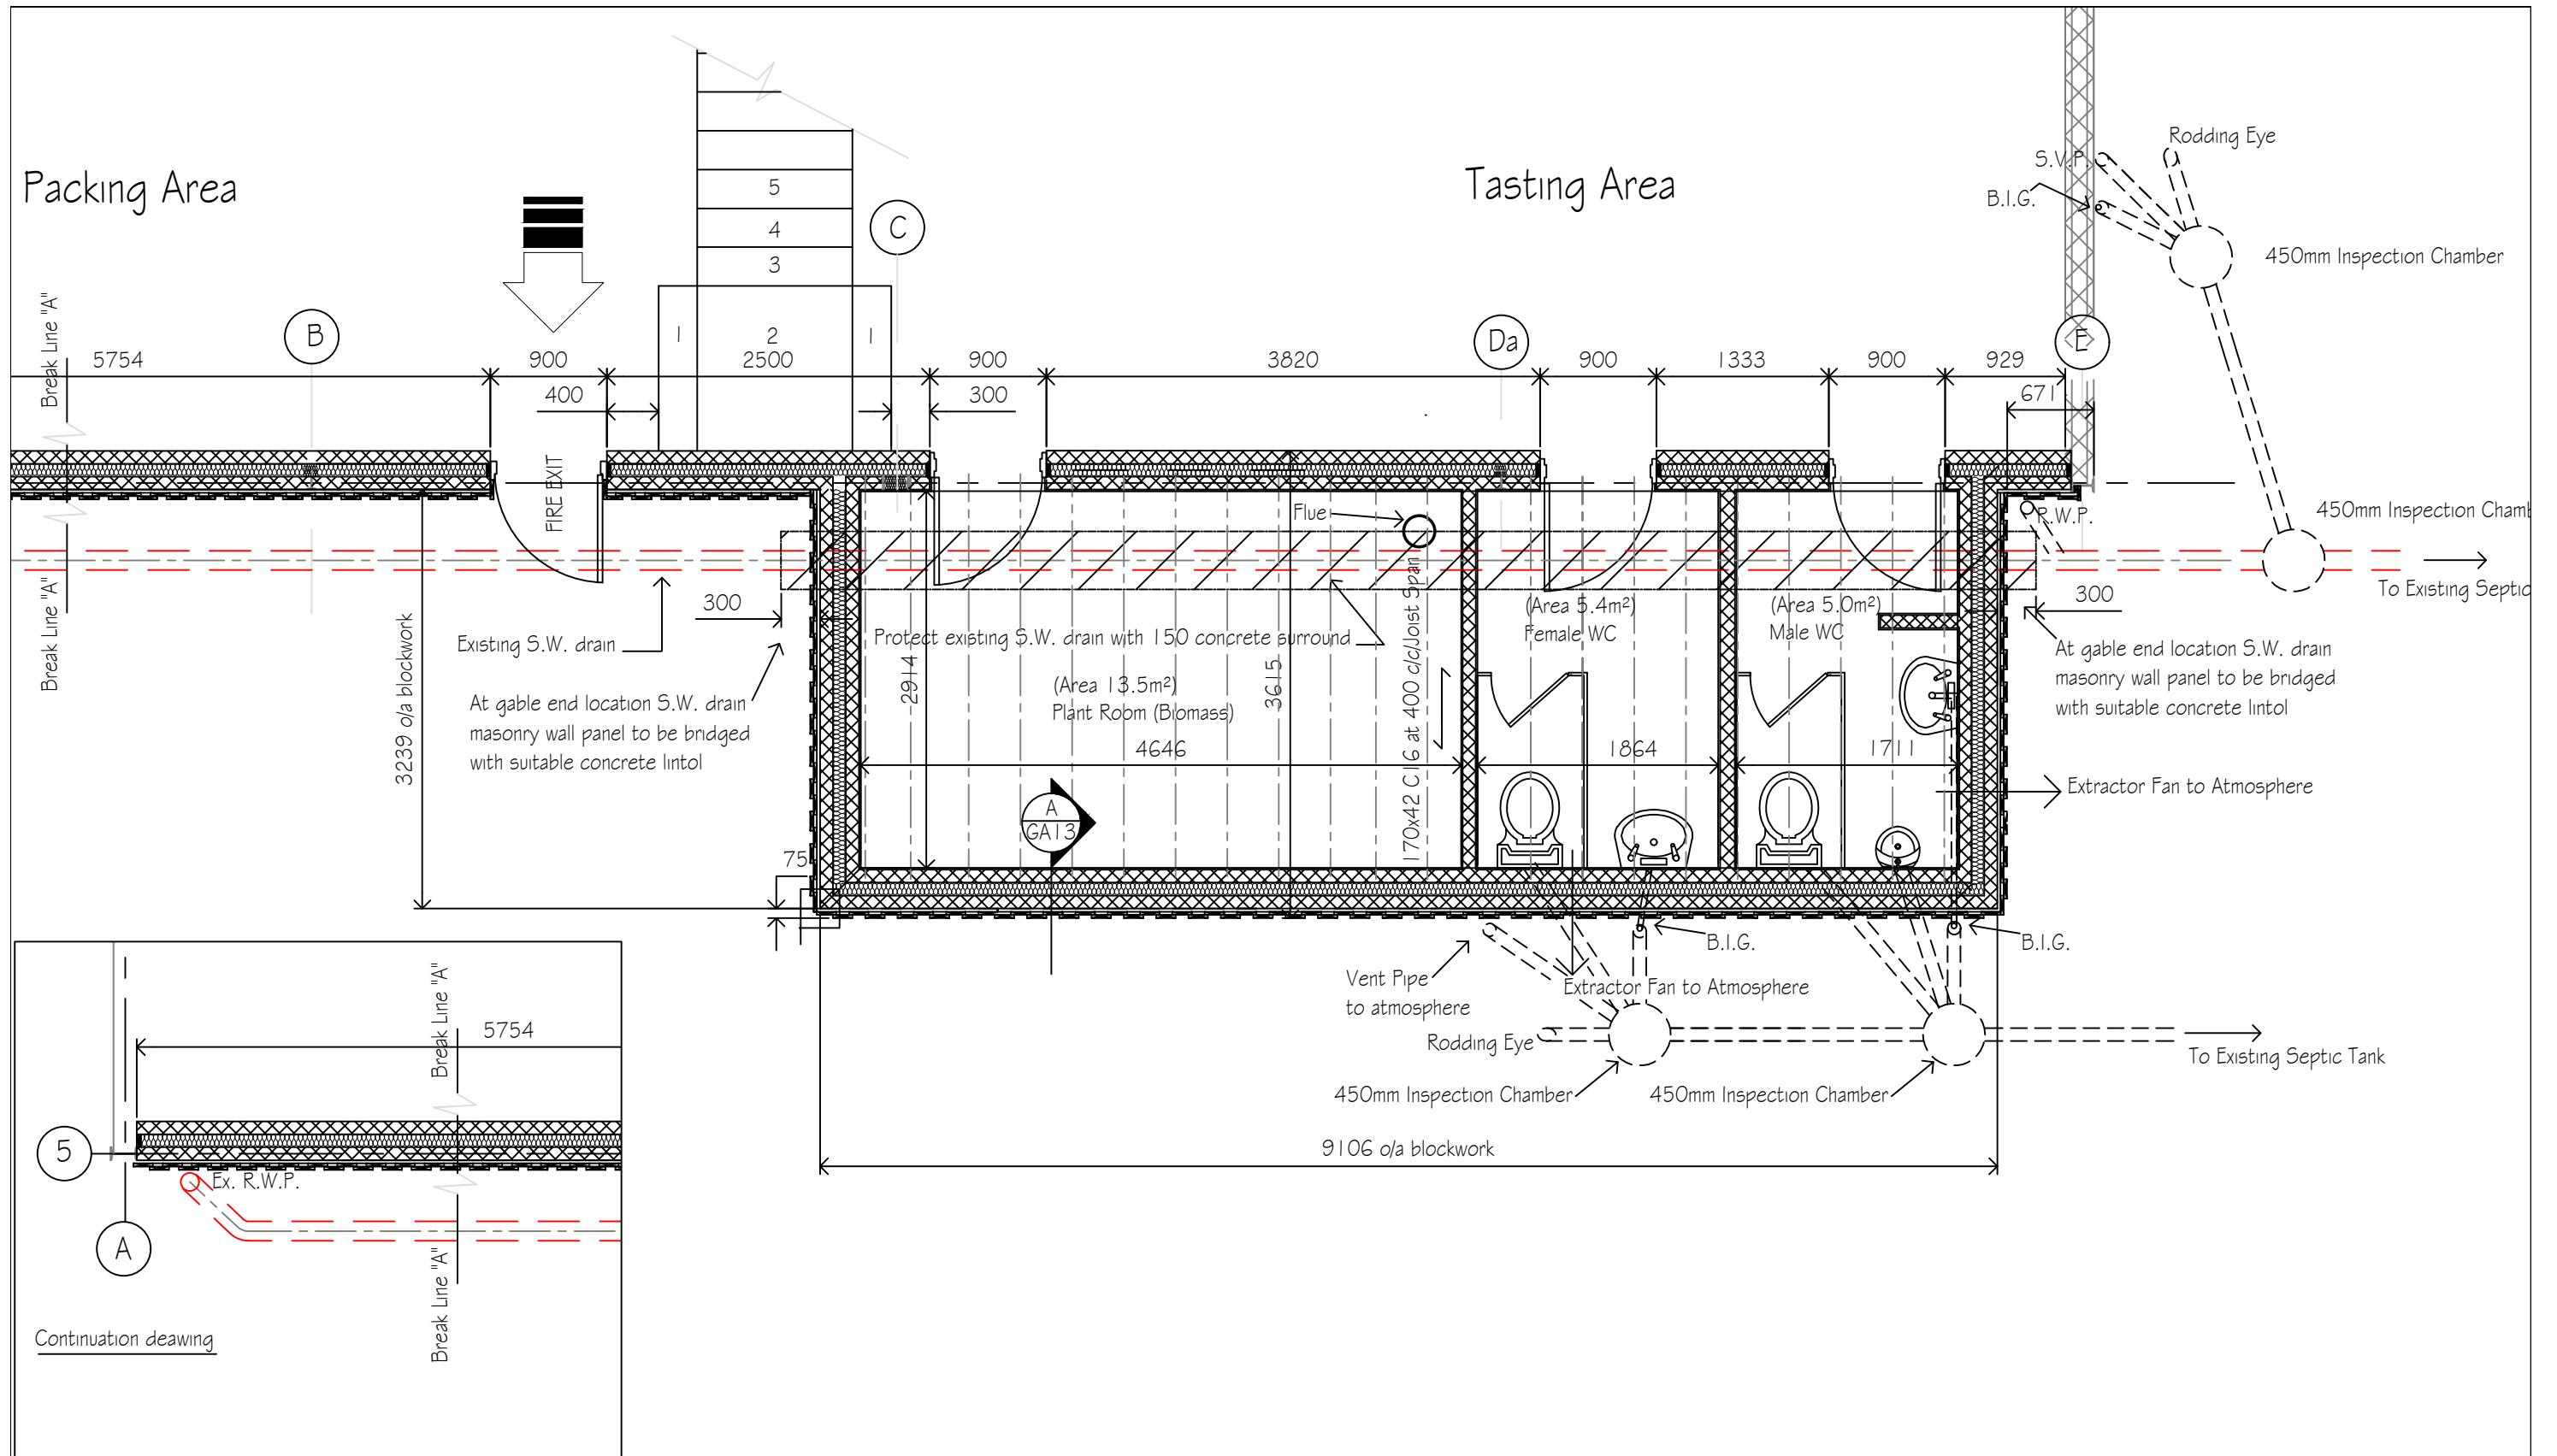 Rodding Eye
S.V.P.
B.I.G.
Packing Area
Tasting Area
5
4
3
C
450mm Inspection Chamber
1
2
1
B
Da
E
Break Line "A"
5754
900
2500
900
3820
900
1333
900
929
400
300
671
FIRE EXIT
Flue
R.W.P.
450mm Inspection Chamb
To Existing Septic
Break Line "A"
300
300
3239 o/a blockwork
Existing S.W. drain
Protect existing S.W. drain with 150 concrete surround
(Area 5.4m²)
Female WC
(Area 5.0m²)
Male WC
At gable end location S.W. drain
masonry wall panel to be bridged
with suitable concrete lintol
At gable end location S.W. drain
masonry wall panel to be bridged
with suitable concrete lintol
2914
3615
170x42 C16 at 400 c/c/Joist Span
(Area 13.5m²)
Plant Room (Biomass)
4646
1864
1711
Extractor Fan to Atmosphere
A
GA13
75
B.I.G.
B.I.G.
Vent Pipe
to atmosphere
Extractor Fan to Atmosphere
Rodding Eye
To Existing Septic Tank
450mm Inspection Chamber
450mm Inspection Chamber
9106 o/a blockwork
Break Line "A"
5754
5
Ex. R.W.P.
A
Break Line "A"
Continuation deawing